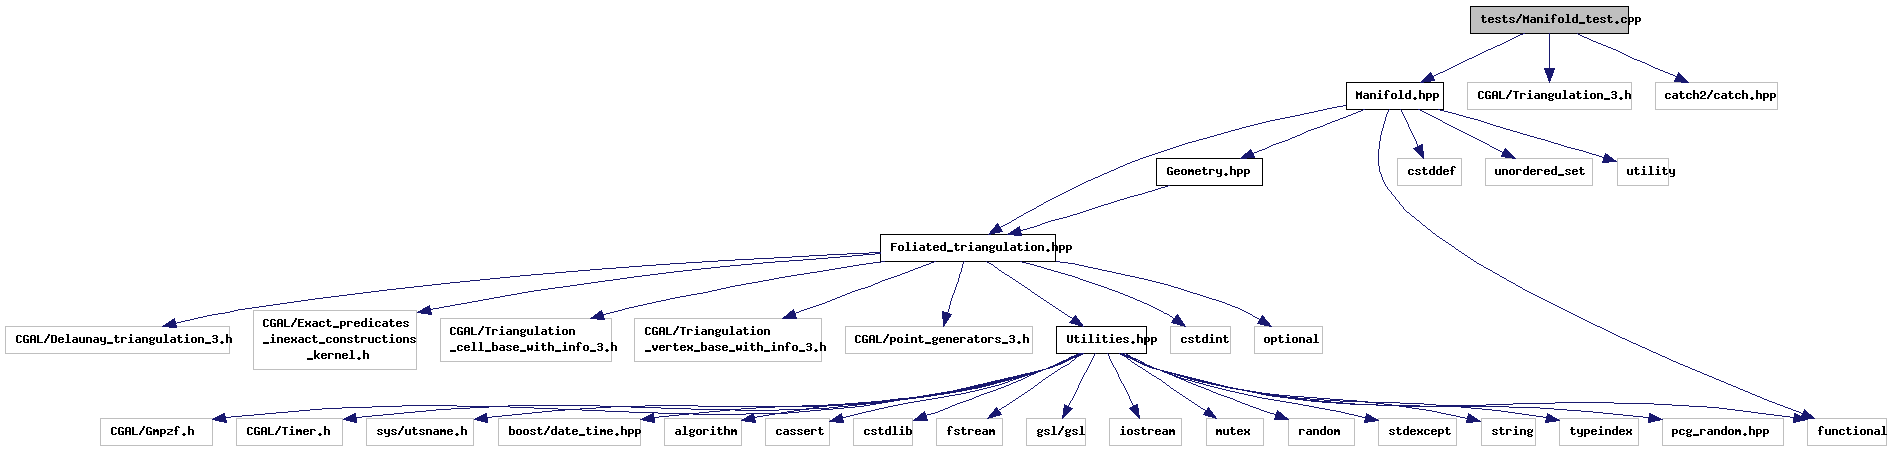 tests/Manifold_test.cpp
Manifold.hpp
CGAL/Triangulation_3.h
catch2/catch.hpp
Geometry.hpp
cstddef
unordered_set
utility
Foliated_triangulation.hpp
CGAL/Delaunay_triangulation_3.h
CGAL/Exact_predicates
_inexact_constructions
_kernel.h
CGAL/Triangulation
_cell_base_with_info_3.h
CGAL/Triangulation
_vertex_base_with_info_3.h
CGAL/point_generators_3.h
Utilities.hpp
cstdint
optional
CGAL/Gmpzf.h
CGAL/Timer.h
sys/utsname.h
boost/date_time.hpp
algorithm
cassert
cstdlib
fstream
gsl/gsl
iostream
mutex
random
stdexcept
string
typeindex
pcg_random.hpp
functional